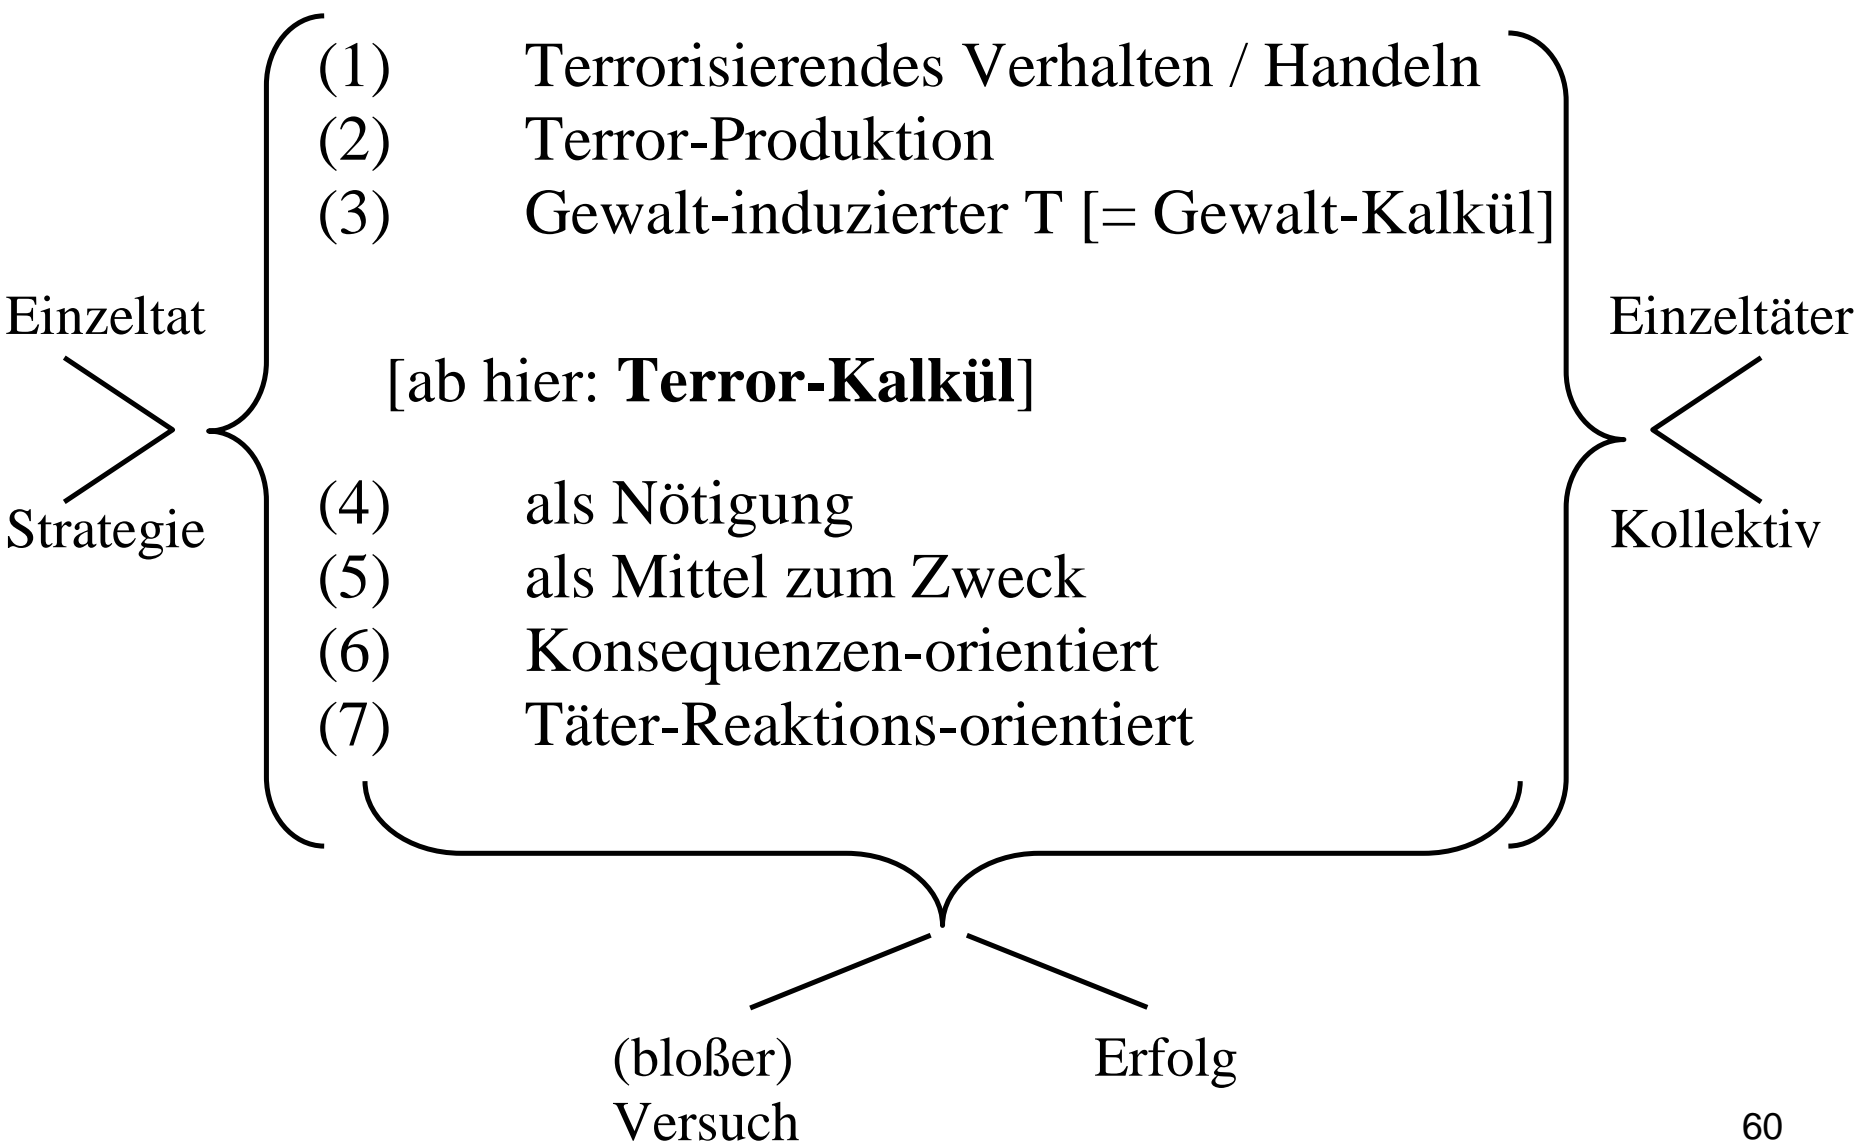 (1) Terrorisierendes Verhalten / Handeln
(2) Terror-Produktion
(3) Gewalt-induzierter T [= Gewalt-Kalkül]
Einzeltat
Einzeltäter
[ab hier: Terror-Kalkül]
(4) als Nötigung
Strategie
Kollektiv
(5) als Mittel zum Zweck
(6) Konsequenzen-orientiert
(7) Täter-Reaktions-orientiert
(bloßer)
Versuch
Erfolg
60